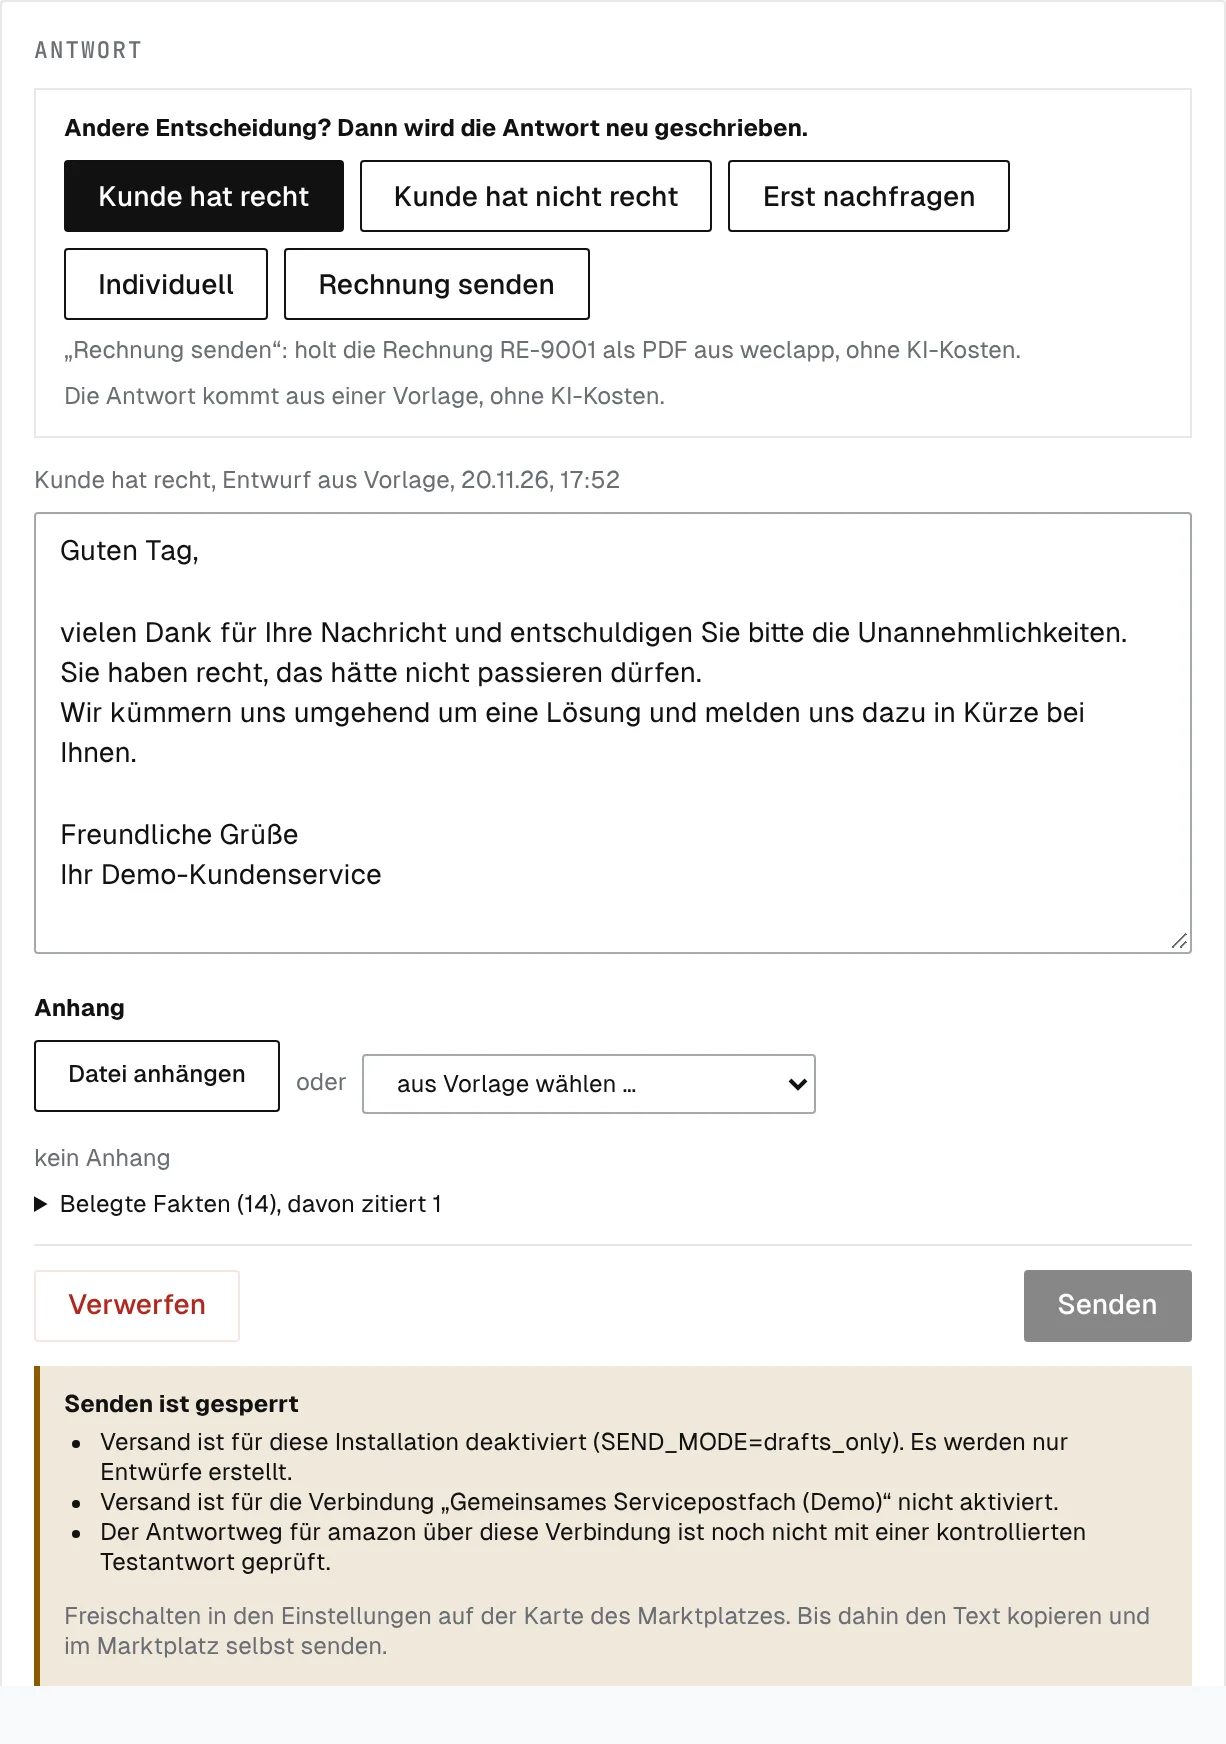 ANTWORT
Andere Entscheidung? Dann wird die Antwort neu geschrieben.
Kunde hat recht
Kunde hat nicht recht
Erst nachfragen
Individuell
Rechnung senden
„Rechnung senden“: holt die Rechnung RE-9001 als PDF aus weclapp, ohne KI-Kosten.
Die Antwort kommt aus einer Vorlage, ohne KI-Kosten.
Kunde hat recht, Entwurf aus Vorlage, 20.11.26, 17:52
Guten Tag,
vielen Dank für Ihre Nachricht und entschuldigen Sie bitte die Unannehmlichkeiten.
Sie haben recht, das hätte nicht passieren dürfen.
Wir kümmern uns umgehend um eine Lösung und melden uns dazu in Kürze bei
Ihnen.
Freundliche Grüße
Ihr Demo-Kundenservice
Anhang
Datei anhängen
oder
aus Vorlage wählen ...
kein Anhang
Belegte Fakten (14), davon zitiert 1
Verwerfen
Senden
Senden ist gesperrt
• Versand ist für diese Installation deaktiviert (SEND_MODE=drafts_only). Es werden nur
Entwürfe erstellt.
• Versand ist für die Verbindung „Gemeinsames Servicepostfach (Demo)“ nicht aktiviert.
• Der Antwortweg für amazon über diese Verbindung ist noch nicht mit einer kontrollierten
Testantwort geprüft.
Freischalten in den Einstellungen auf der Karte des Marktplatzes. Bis dahin den Text kopieren und
im Marktplatz selbst senden.